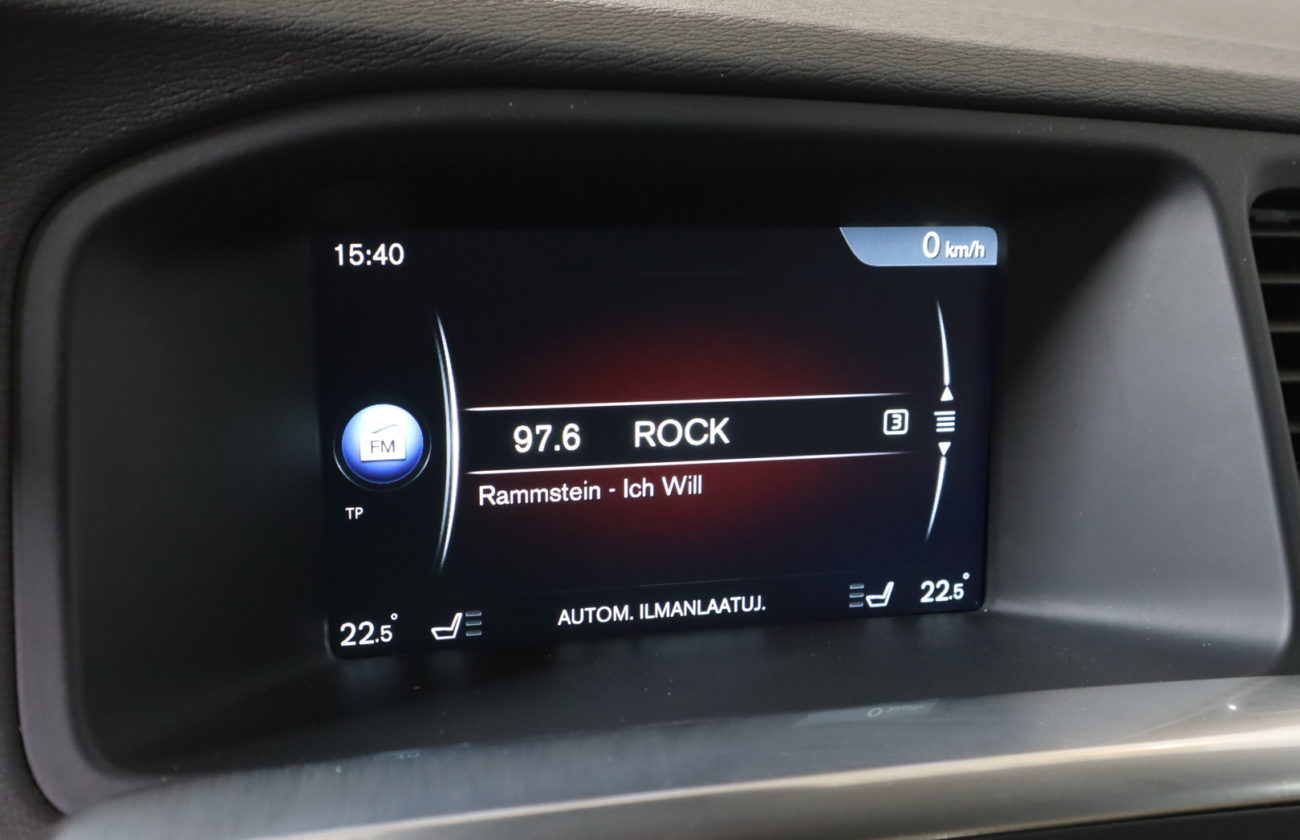 15:40
0 km/h
FM
97.6 ROCK 3
Rammstein - Ich Will
TP
22.5°
AUTOM. ILMANLAATUJ.
22.5°